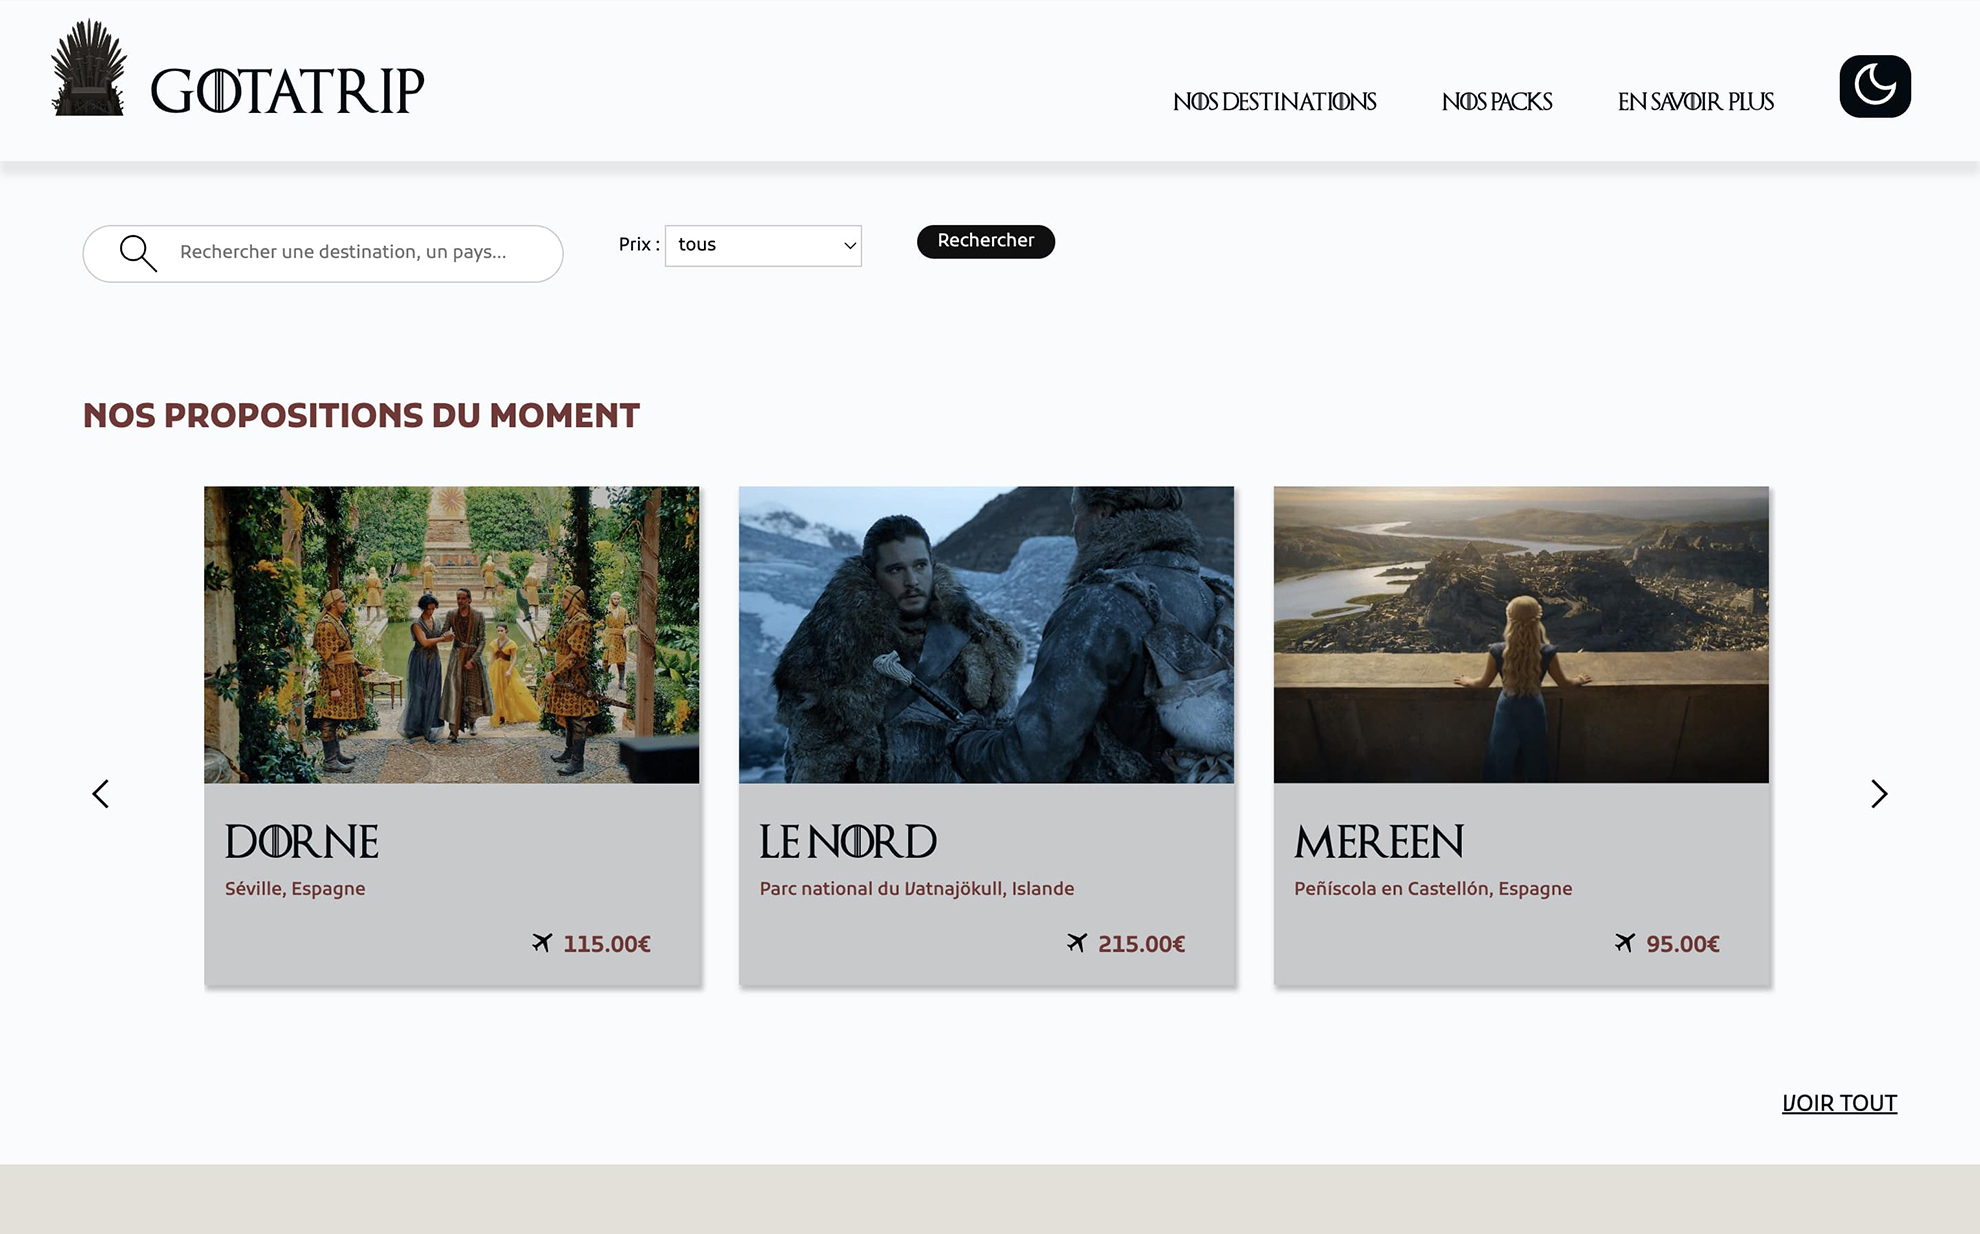 GOTATRIP
NOS DESTINATIONS
NOS PACKS
EN SAVOIR PLUS
Rechercher une destination, un pays...
Prix :
tous
Rechercher
NOS PROPOSITIONS DU MOMENT
DORNE
Séville, Espagne
115.00€
LE NORD
Parc national du Vatnajökull, Islande
215.00€
MEREEN
Peñíscola en Castellón, Espagne
95.00€
VOIR TOUT